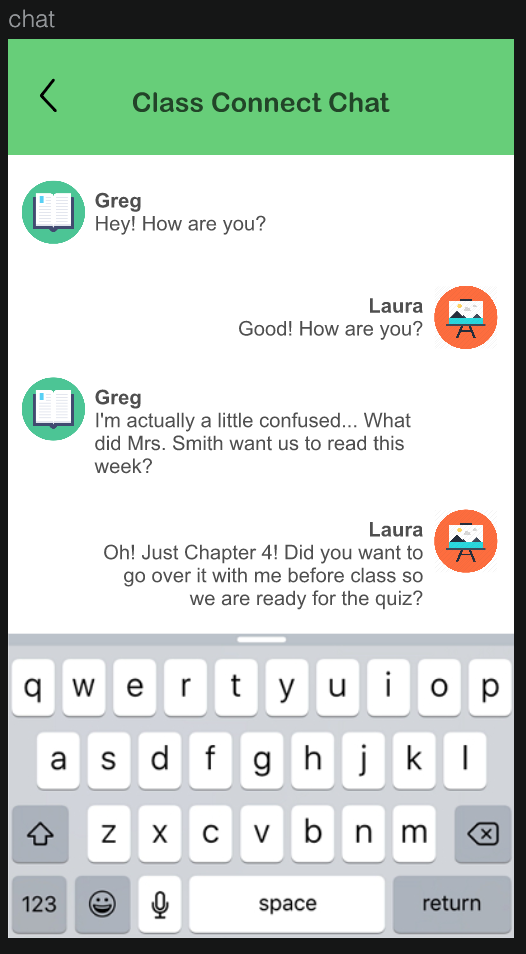 chat
Class Connect Chat
Greg
Hey! How are you?
Laura
Good! How are you?
Greg
I'm actually a little confused... What
did Mrs. Smith want us to read this
week?
Laura
Oh! Just Chapter 4! Did you want to
go over it with me before class so
we are ready for the quiz?
q w e r t y u i o p
a s d f g h j k l
z x c v b n m
123 space return